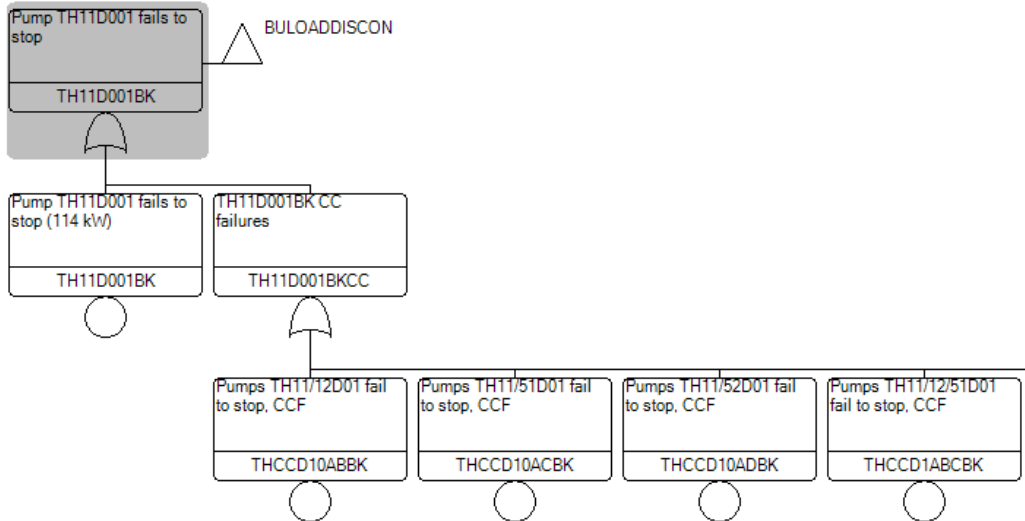 Pump TH11D001 fails to
stop
TH11D001BK
BULOADDISCON
Pump TH11D001 fails to
stop (114 kW)
TH11D001BK
TH11D001BK CC
failures
TH11D001BKCC
Pumps TH11/12D01 fail
to stop, CCF
THCCD10ABBK
Pumps TH11/51D01 fail
to stop, CCF
THCCD10ACBK
Pumps TH11/52D01 fail
to stop, CCF
THCCD10ADBK
Pumps TH11/12/51D01
fail to stop, CCF
THCCD1ABCBK